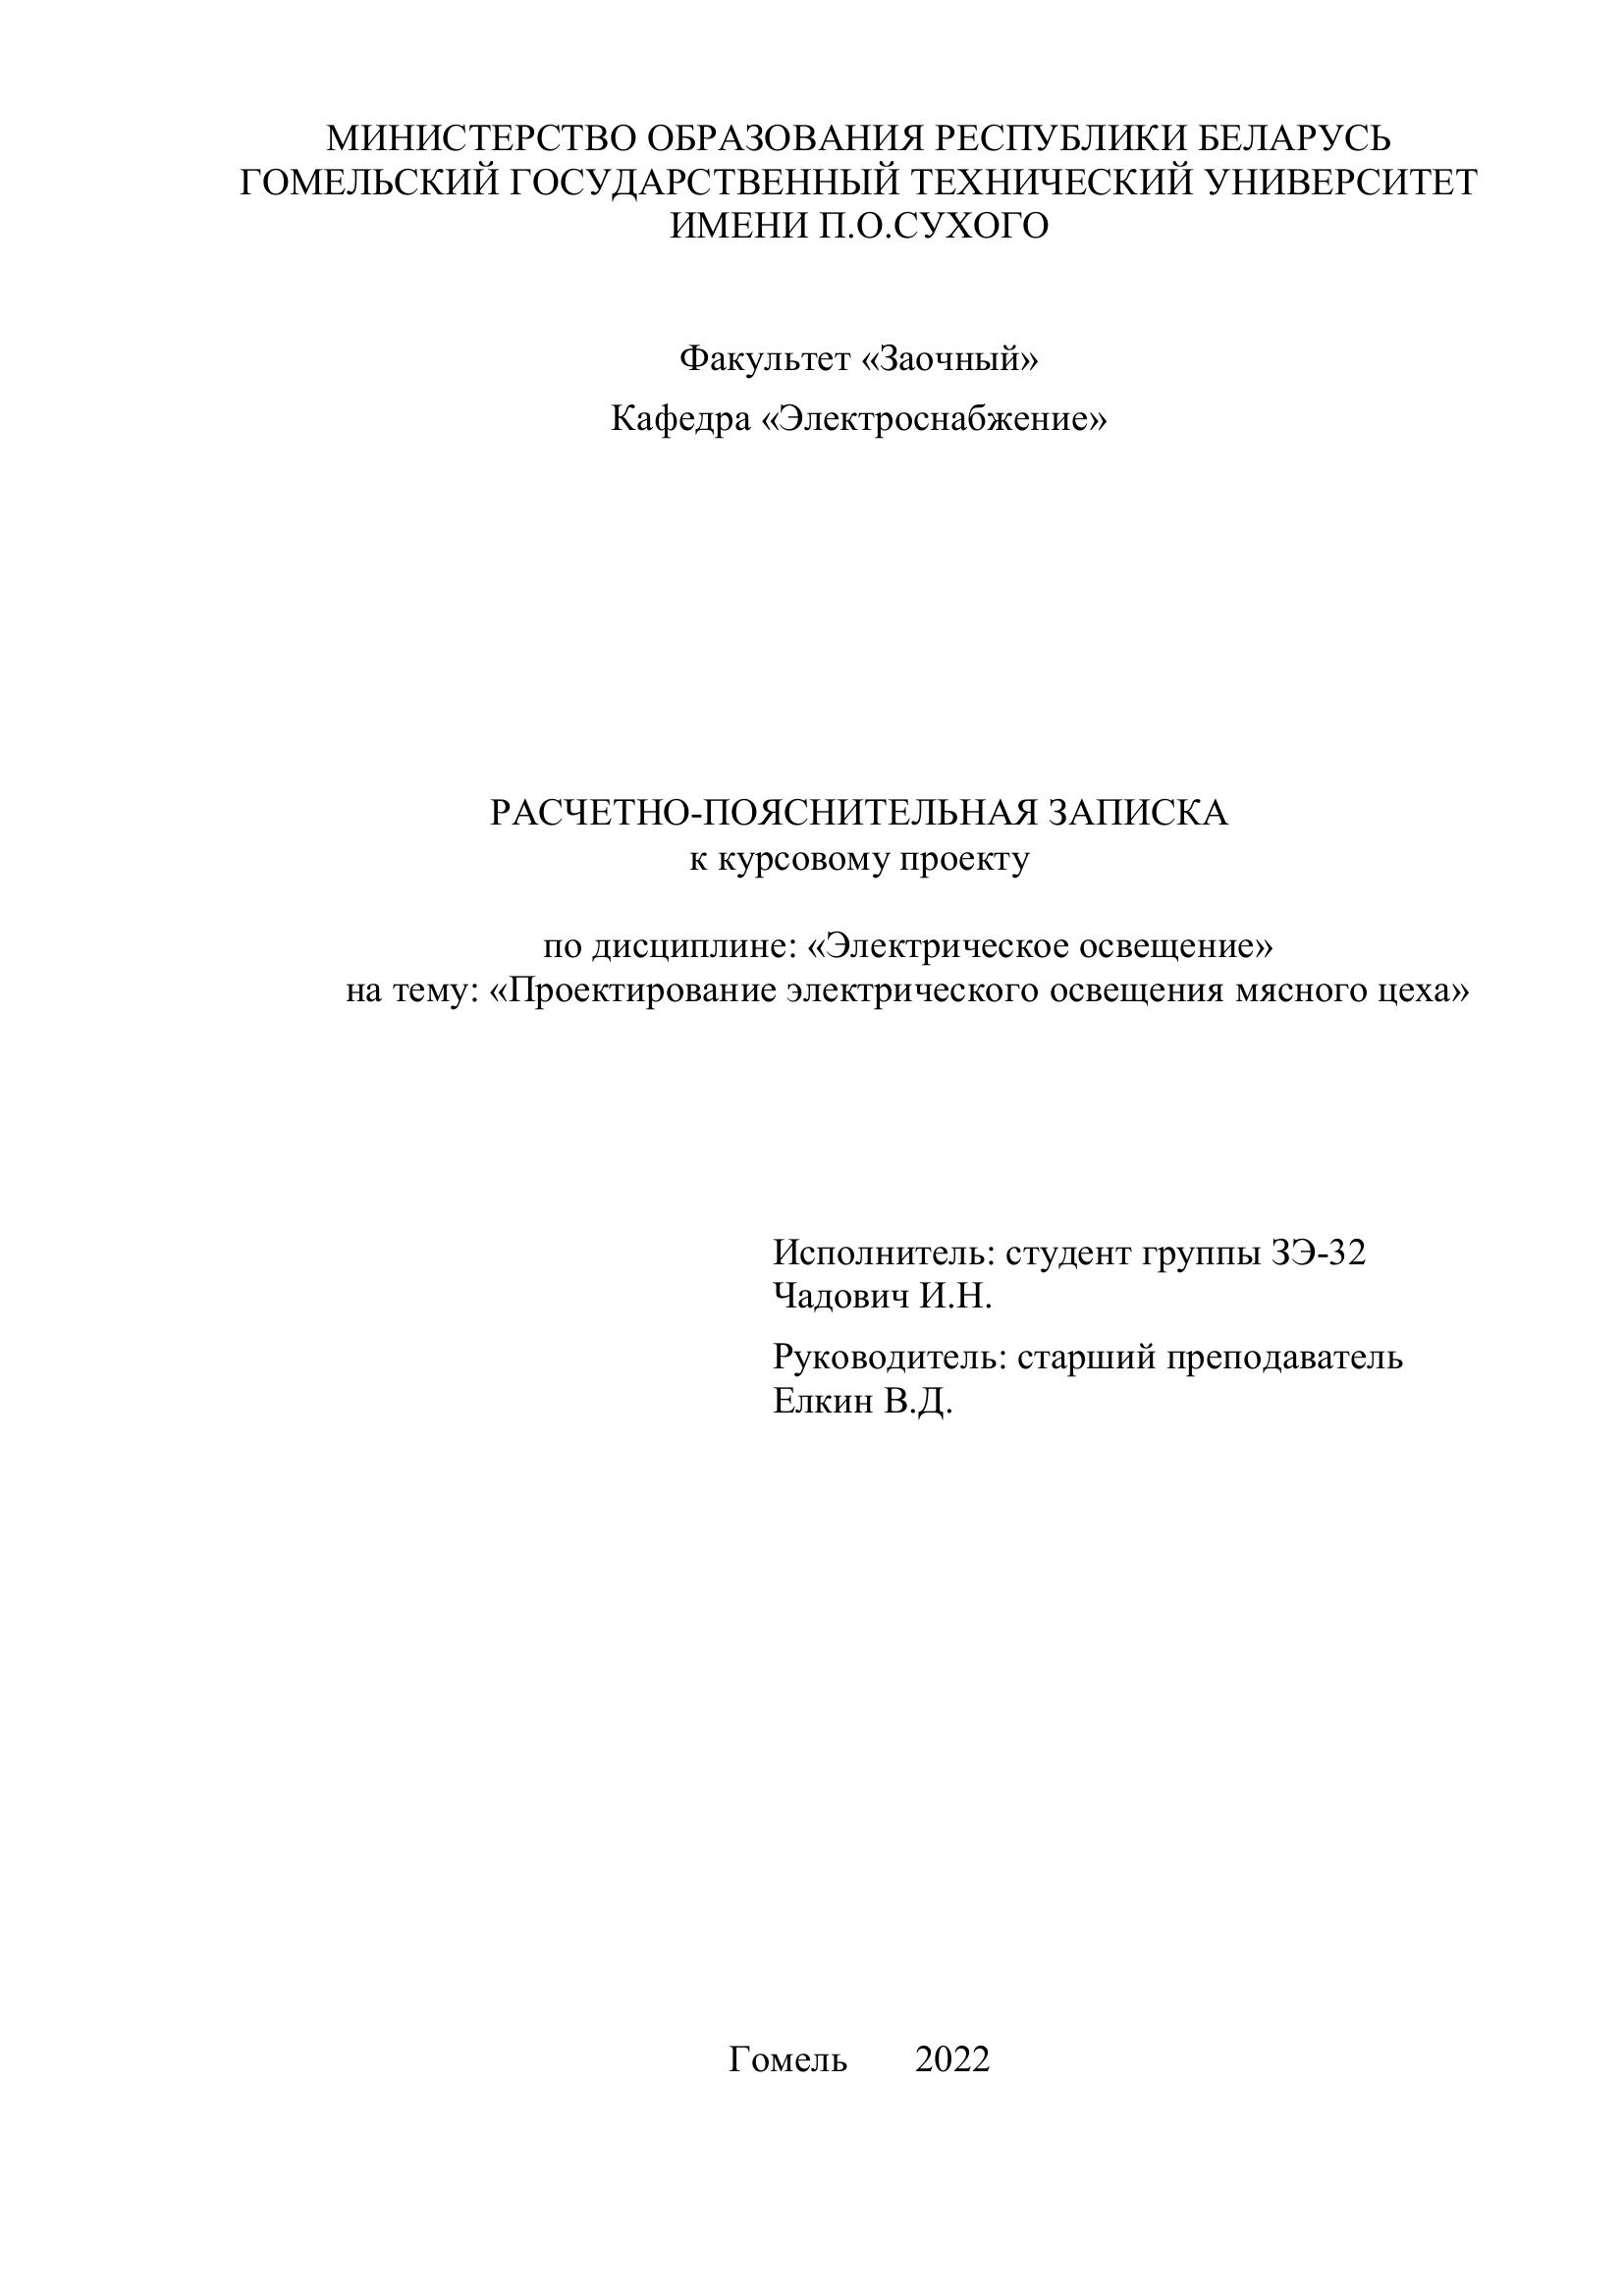 МИНИСТЕРСТВО ОБРАЗОВАНИЯ РЕСПУБЛИКИ БЕЛАРУСЬ
ГОМЕЛЬСКИЙ ГОСУДАРСТВЕННЫЙ ТЕХНИЧЕСКИЙ УНИВЕРСИТЕТ
ИМЕНИ П.О.СУХОГО
Факультет «Заочный»
Кафедра «Электроснабжение»
РАСЧЕТНО-ПОЯСНИТЕЛЬНАЯ ЗАПИСКА
к курсовому проекту
по дисциплине: «Электрическое освещение»
на тему: «Проектирование электрического освещения мясного цеха»
Исполнитель: студент группы ЗЭ-32
Чадович И.Н.
Руководитель: старший преподаватель
Елкин В.Д.
Гомель 2022